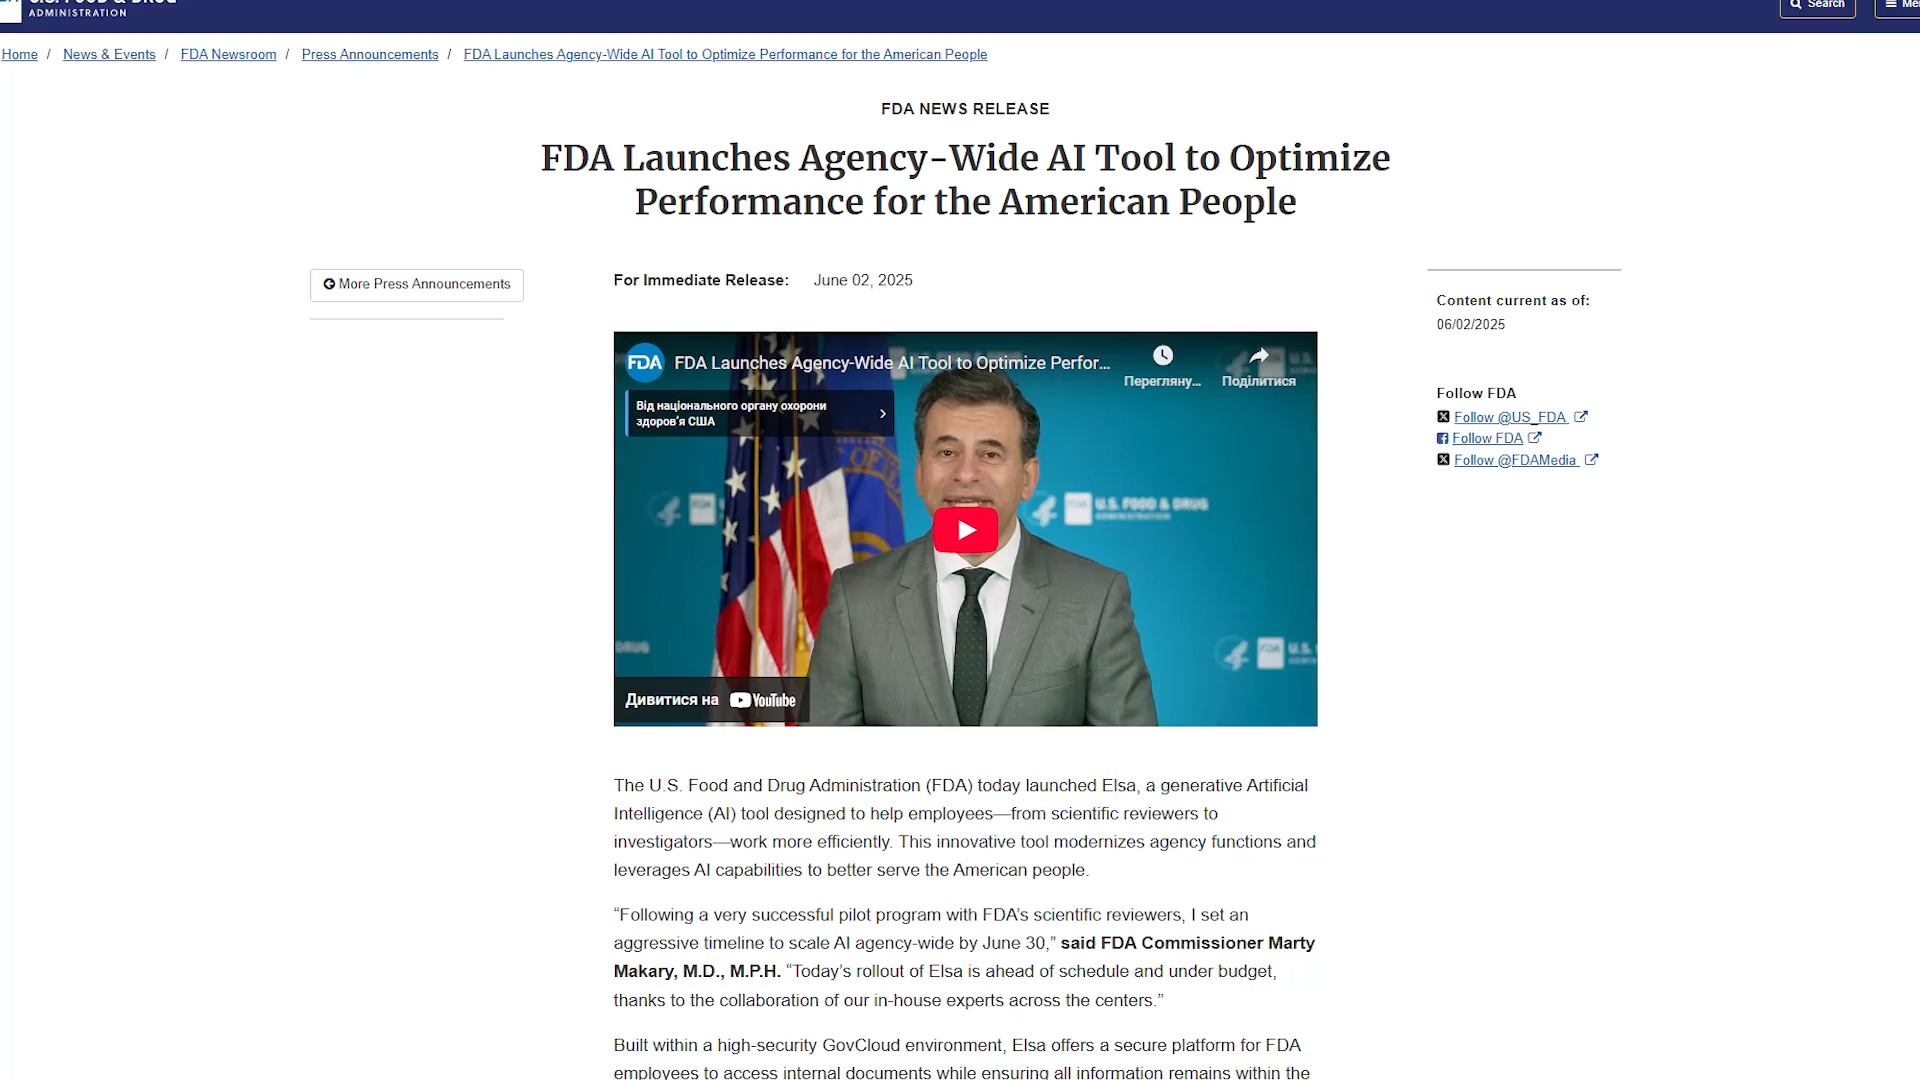 ADMINISTRATION
Search
Home / News & Events / FDA Newsroom / Press Announcements / FDA Launches Agency-Wide AI Tool to Optimize Performance for the American People
FDA NEWS RELEASE
FDA Launches Agency-Wide AI Tool to Optimize
Performance for the American People
More Press Announcements
For Immediate Release: June 02, 2025
Content current as of:
06/02/2025
Follow FDA
Follow @US_FDA
Follow FDA
Follow @FDAMedia
FDA FDA Launches Agency-Wide AI Tool to Optimize Perfor...
Перегляну...
Поділитися
Від національного органу охорони
здоров'я США
U.S. FOOD & DRUG
ADMINISTRATION
Дивитися на YouTube
The U.S. Food and Drug Administration (FDA) today launched Elsa, a generative Artificial
Intelligence (AI) tool designed to help employees—from scientific reviewers to
investigators—work more efficiently. This innovative tool modernizes agency functions and
leverages AI capabilities to better serve the American people.
“Following a very successful pilot program with FDA’s scientific reviewers, I set an
aggressive timeline to scale AI agency-wide by June 30,” said FDA Commissioner Marty
Makary, M.D., M.P.H. “Today’s rollout of Elsa is ahead of schedule and under budget,
thanks to the collaboration of our in-house experts across the centers.”
Built within a high-security GovCloud environment, Elsa offers a secure platform for FDA
employees to access internal documents while ensuring all information remains within the